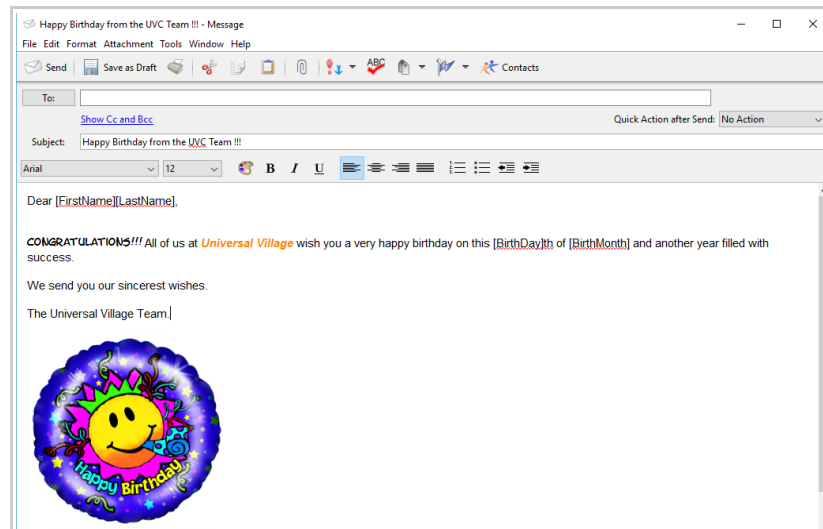 Happy Birthday from the UVC Team !!! - Message
File Edit Format Attachment Tools Window Help
Send Save as Draft ABC Contacts
To:
Show Cc and Bcc Quick Action after Send: No Action
Subject: Happy Birthday from the UVC Team !!!
Arial 12 B I U
Dear [FirstName][LastName],
CONGRATULATIONS!!! All of us at Universal Village wish you a very happy birthday on this [BirthDay]th of [BirthMonth] and another year filled with
success.
We send you our sincerest wishes.
The Universal Village Team.
Happy Birthday